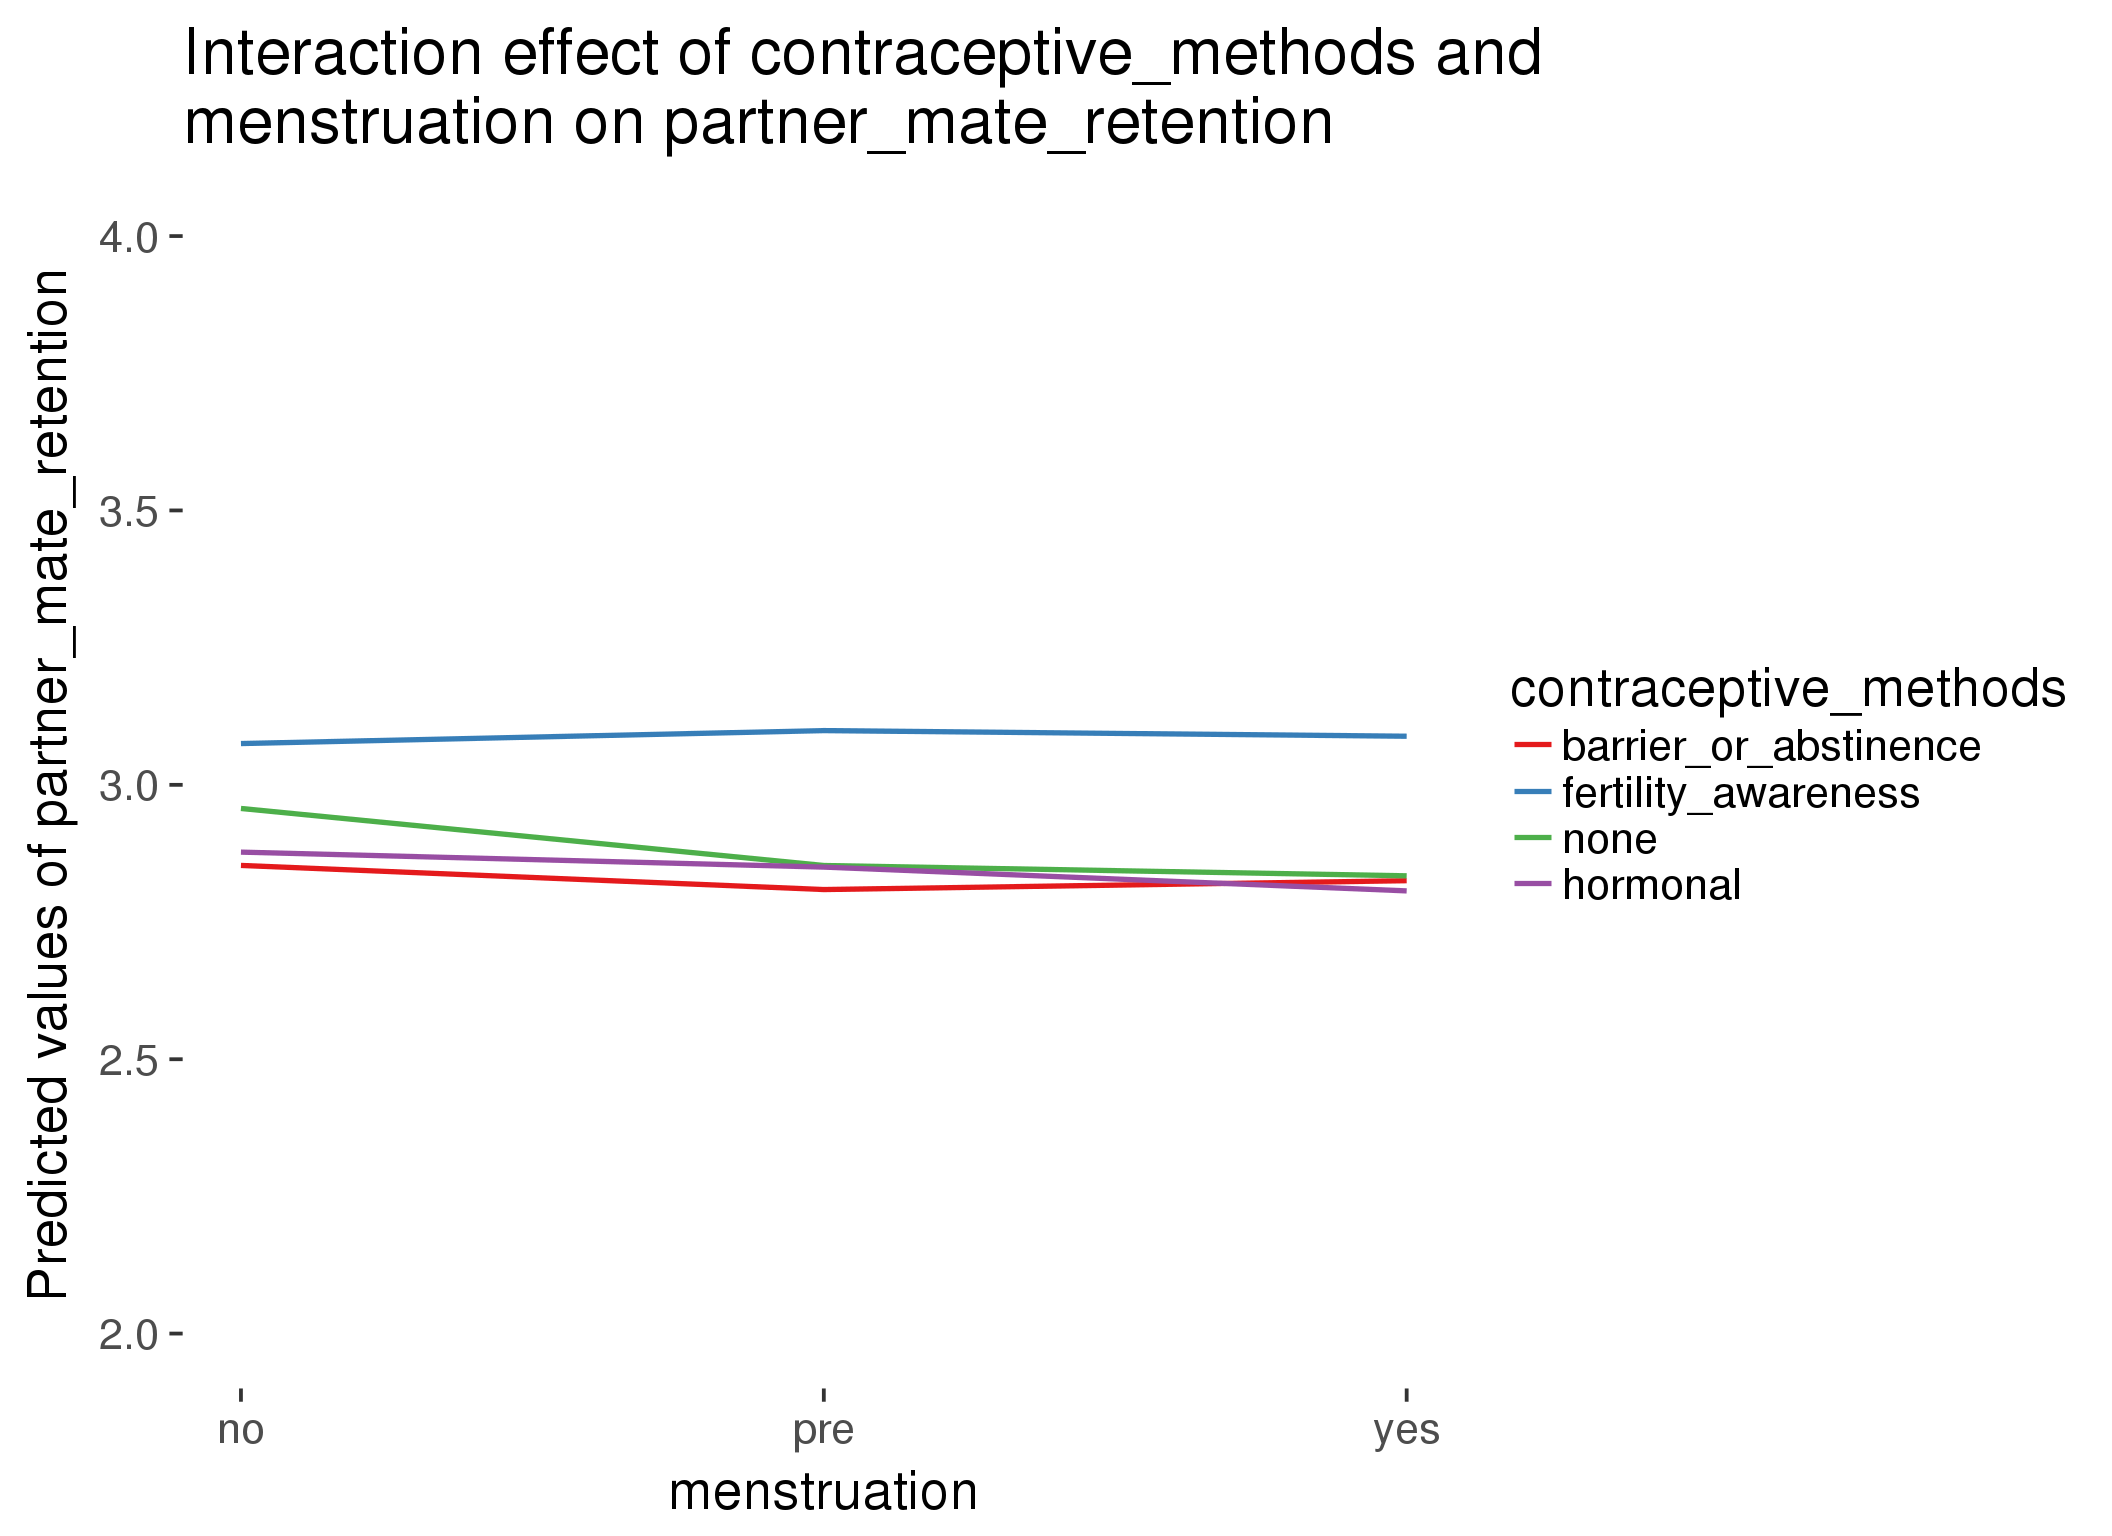 Interaction effect of contraceptive_methods and
menstruation on partner_mate_retention
Predicted values of partner_mate_retention
4.0
3.5
3.0
2.5
2.0
no
pre
yes
menstruation
contraceptive_methods
barrier_or_abstinence
fertility_awareness
none
hormonal